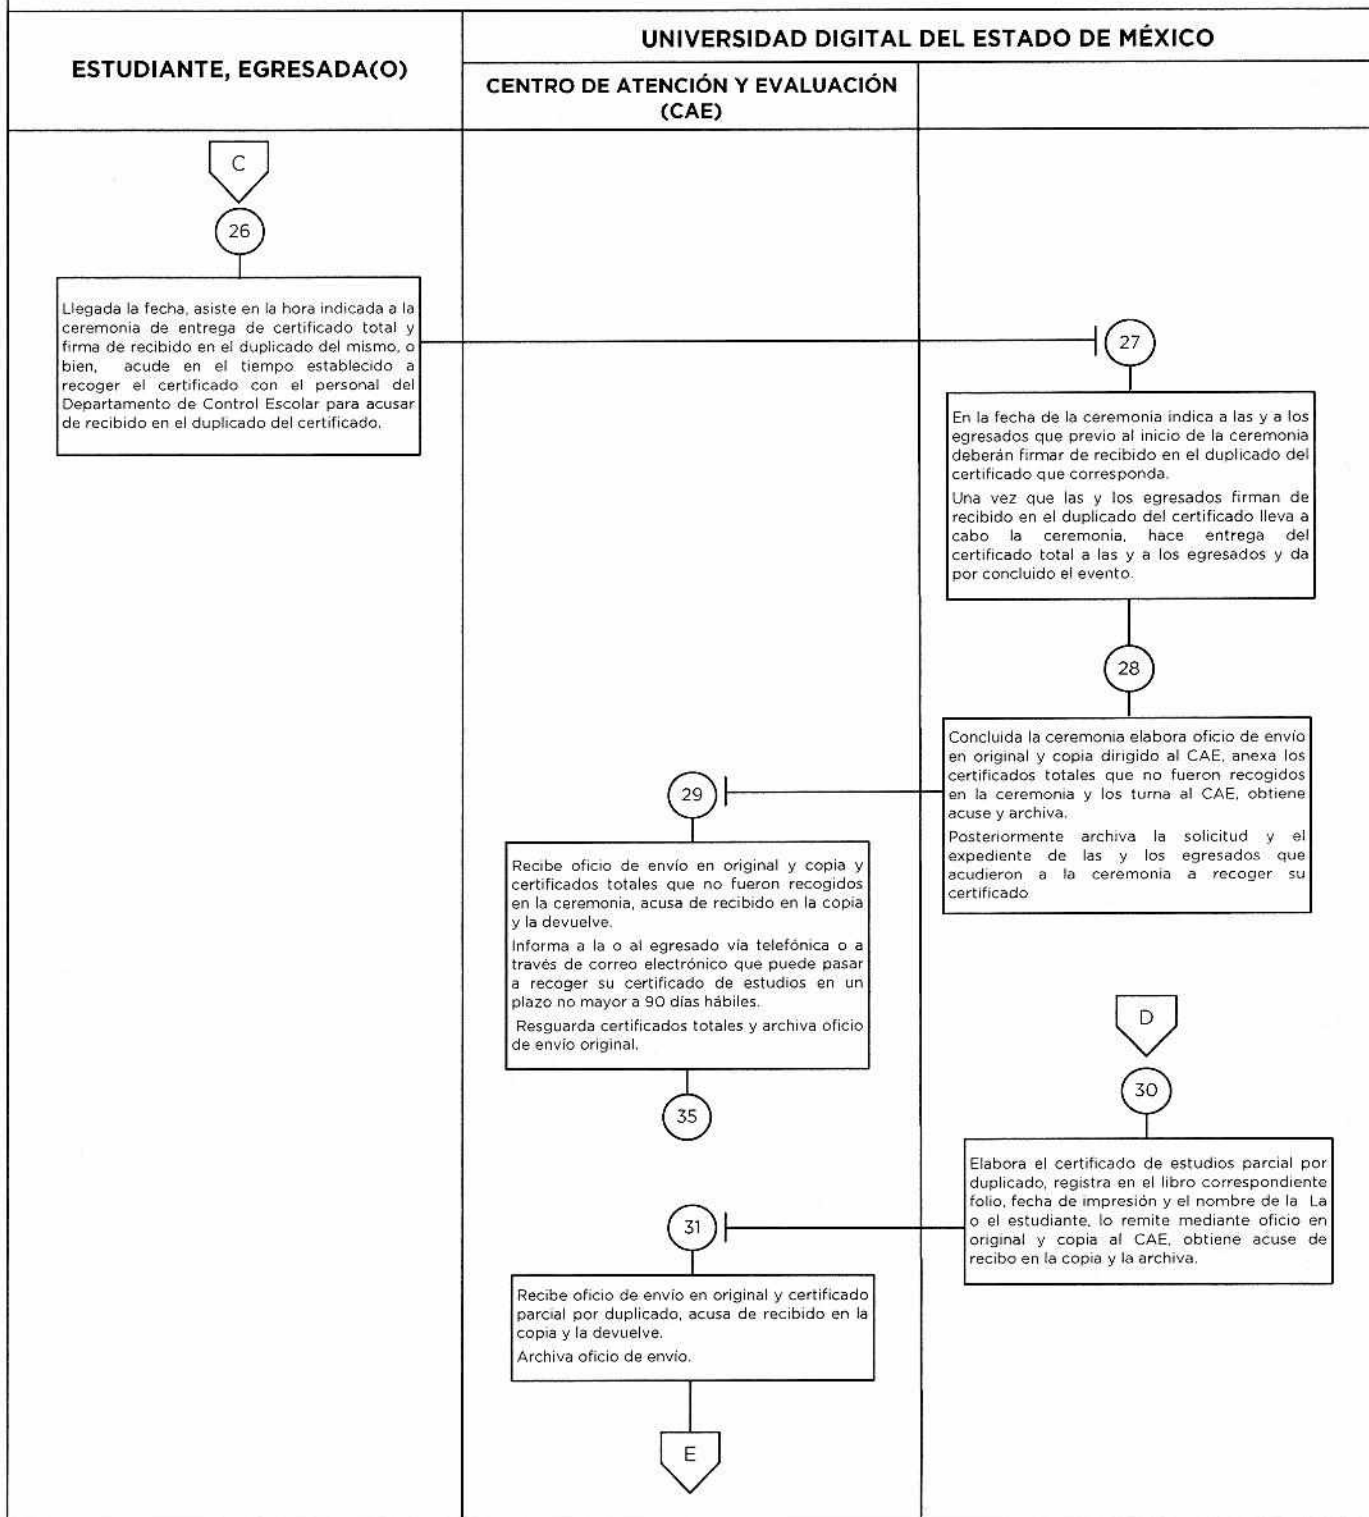 ESTUDIANTE, EGRESADA(O)
UNIVERSIDAD DIGITAL DEL ESTADO DE MÉXICO
CENTRO DE ATENCIÓN Y EVALUACIÓN
(CAE)
C
26
Llegada la fecha, asiste en la hora indicada a la
ceremonia de entrega de certificado total y
firma de recibido en el duplicado del mismo, o
bien, acude en el tiempo establecido a
recoger el certificado con el personal del
Departamento de Control Escolar para acusar
de recibido en el duplicado del certificado.
27
En la fecha de la ceremonia indica a las y a los
egresados que previo al inicio de la ceremonia
deberán firmar de recibido en el duplicado del
certificado que corresponda.
Una vez que las y los egresados firman de
recibido en el duplicado del certificado lleva a
cabo la ceremonia, hace entrega del
certificado total a las y a los egresados y da
por concluido el evento.
28
Concluida la ceremonia elabora oficio de envío
en original y copia dirigido al CAE, anexa los
certificados totales que no fueron recogidos
en la ceremonia y los turna al CAE, obtiene
acuse y archiva.
Posteriormente archiva la solicitud y el
expediente de las y los egresados que
acudieron a la ceremonia a recoger su
certificado
29
Recibe oficio de envío en original y copia y
certificados totales que no fueron recogidos
en la ceremonia, acusa de recibido en la copia
y la devuelve.
Informa a la o al egresado vía telefónica o a
través de correo electrónico que puede pasar
a recoger su certificado de estudios en un
plazo no mayor a 90 días hábiles.
Resguarda certificados totales y archiva oficio
de envío original.
35
D
30
Elabora el certificado de estudios parcial por
duplicado, registra en el libro correspondiente
folio, fecha de impresión y el nombre de la La
o el estudiante, lo remite mediante oficio en
original y copia al CAE, obtiene acuse de
recibo en la copia y la archiva.
31
Recibe oficio de envío en original y certificado
parcial por duplicado, acusa de recibido en la
copia y la devuelve.
Archiva oficio de envío.
E